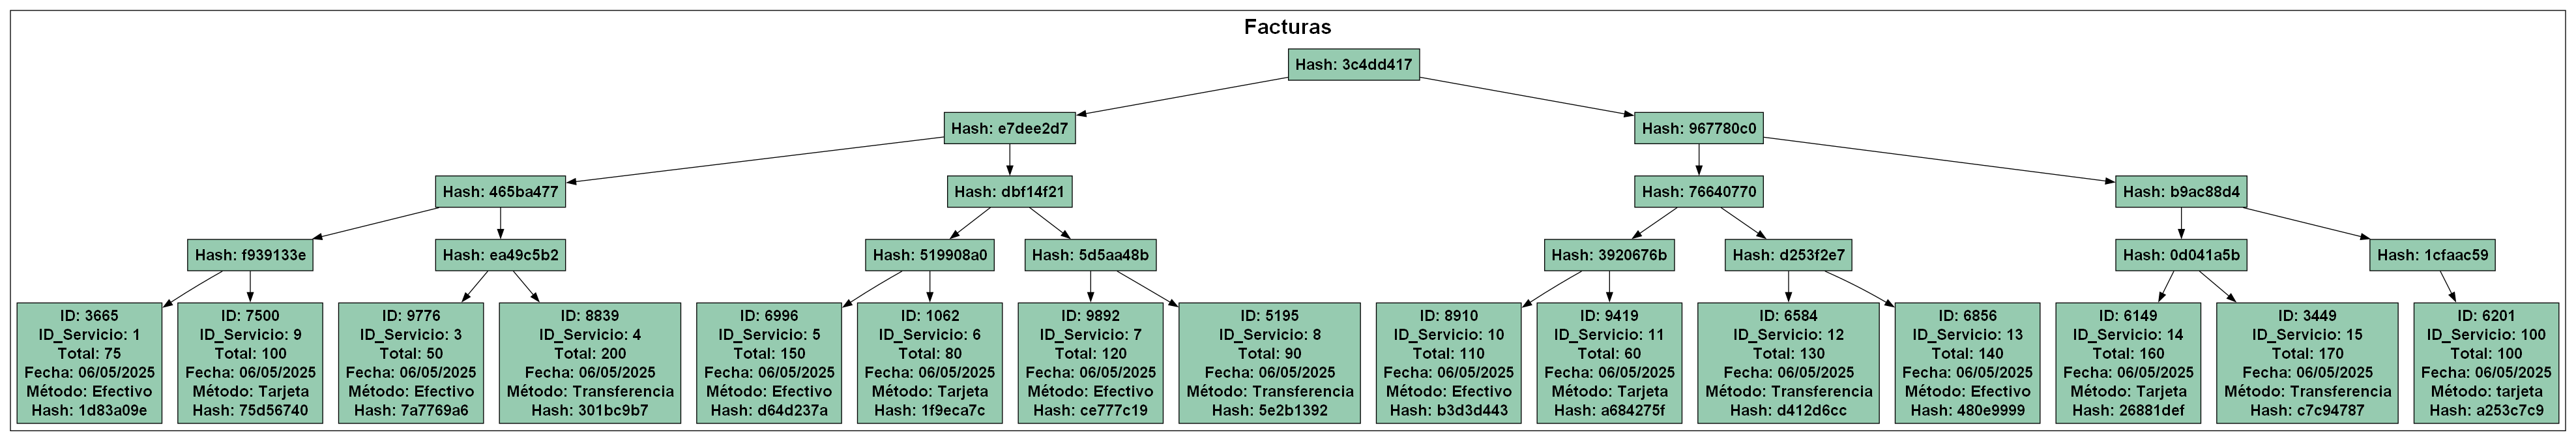 Facturas
Hash: 3c4dd417
Hash: e7dee2d7
Hash: 967780c0
Hash: 465ba477
Hash: dbf14f21
Hash: 76640770
Hash: b9ac88d4
Hash: f939133e
Hash: ea49c5b2
Hash: 519908a0
Hash: 5d5aa48b
Hash: 3920676b
Hash: d253f2e7
Hash: 0d041a5b
Hash: 1cfaac59
ID: 3665
ID_Servicio: 1
Total: 75
Fecha: 06/05/2025
Método: Efectivo
Hash: 1d83a09e
ID: 7500
ID_Servicio: 9
Total: 100
Fecha: 06/05/2025
Método: Tarjeta
Hash: 75d56740
ID: 9776
ID_Servicio: 3
Total: 50
Fecha: 06/05/2025
Método: Efectivo
Hash: 7a7769a6
ID: 8839
ID_Servicio: 4
Total: 200
Fecha: 06/05/2025
Método: Transferencia
Hash: 301bc9b7
ID: 6996
ID_Servicio: 5
Total: 150
Fecha: 06/05/2025
Método: Efectivo
Hash: d64d237a
ID: 1062
ID_Servicio: 6
Total: 80
Fecha: 06/05/2025
Método: Tarjeta
Hash: 1f9eca7c
ID: 9892
ID_Servicio: 7
Total: 120
Fecha: 06/05/2025
Método: Efectivo
Hash: ce777c19
ID: 5195
ID_Servicio: 8
Total: 90
Fecha: 06/05/2025
Método: Transferencia
Hash: 5e2b1392
ID: 8910
ID_Servicio: 10
Total: 110
Fecha: 06/05/2025
Método: Efectivo
Hash: b3d3d443
ID: 9419
ID_Servicio: 11
Total: 60
Fecha: 06/05/2025
Método: Tarjeta
Hash: a684275f
ID: 6584
ID_Servicio: 12
Total: 130
Fecha: 06/05/2025
Método: Transferencia
Hash: d412d6cc
ID: 6856
ID_Servicio: 13
Total: 140
Fecha: 06/05/2025
Método: Efectivo
Hash: 480e9999
ID: 6149
ID_Servicio: 14
Total: 160
Fecha: 06/05/2025
Método: Tarjeta
Hash: 26881def
ID: 3449
ID_Servicio: 15
Total: 170
Fecha: 06/05/2025
Método: Transferencia
Hash: c7c94787
ID: 6201
ID_Servicio: 100
Total: 100
Fecha: 06/05/2025
Método: tarjeta
Hash: a253c7c9